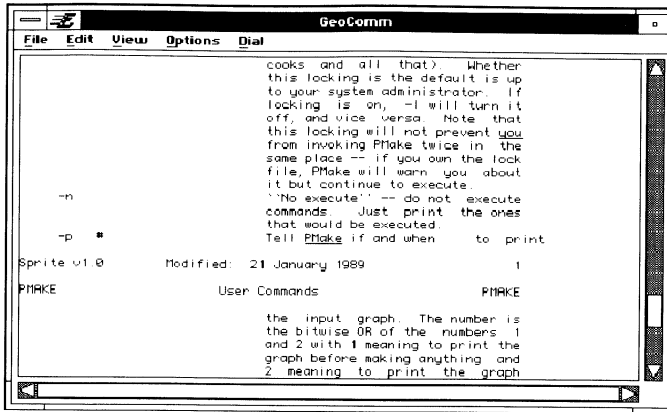 GeoComm
File Edit View Options Dial
cooks and all that). Whether
this locking is the default is up
to your system administrator. If
locking is on, -l will turn it
off, and vice versa. Note that
this locking will not prevent you
from invoking PMake twice in the
same place -- if you own the lock
file, PMake will warn you about
it but continue to execute.
-n ``No execute'' -- do not execute
commands. Just print the ones
that would be executed.
-p # Tell PMake if and when to print
Sprite v1.0 Modified: 21 January 1989 1
PMAKE User Commands PMAKE
the input graph. The number is
the bitwise OR of the numbers 1
and 2 with 1 meaning to print the
graph before making anything and
2 meaning to print the graph